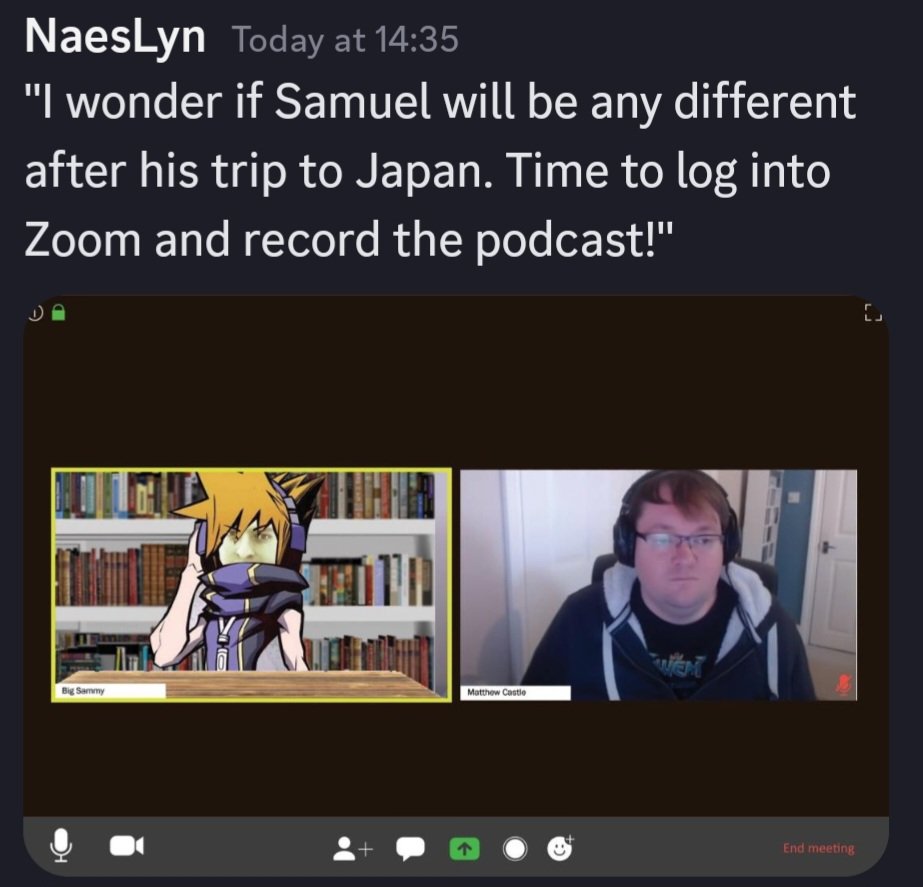 NaesLyn Today at 14:35
"I wonder if Samuel will be any different
after his trip to Japan. Time to log into
Zoom and record the podcast!"
Big Sammy
Matthew Castle
End meeting